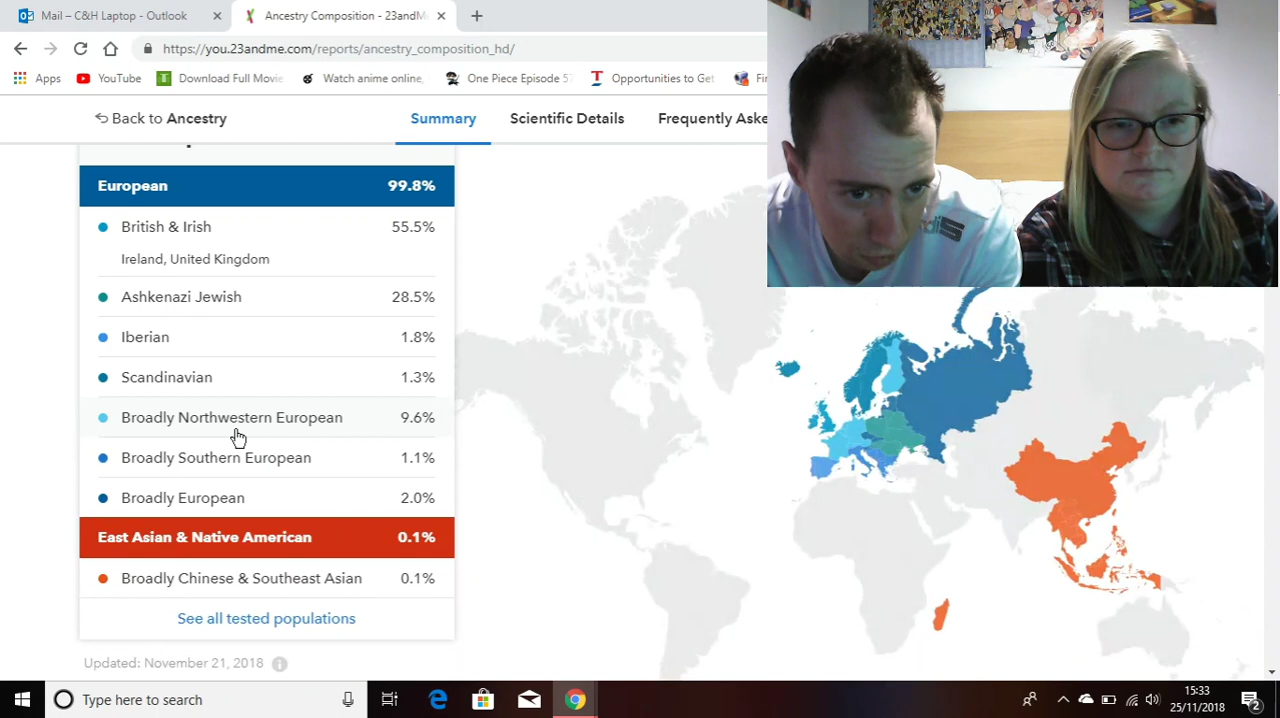 Mail – C&H Laptop - Outlook
Ancestry Composition - 23andMe
https://you.23andme.com/reports/ancestry_composition_hd/
Apps
YouTube
Download Full Movie
Watch anime online,
One Piece Episode 57
Opportunities to Get
Fir
Back to Ancestry
Summary
Scientific Details
Frequently Aske
European 99.8%
British & Irish 55.5%
Ireland, United Kingdom
Ashkenazi Jewish 28.5%
Iberian 1.8%
Scandinavian 1.3%
Broadly Northwestern European 9.6%
Broadly Southern European 1.1%
Broadly European 2.0%
East Asian & Native American 0.1%
Broadly Chinese & Southeast Asian 0.1%
See all tested populations
Updated: November 21, 2018
Type here to search
15:33
25/11/2018
2